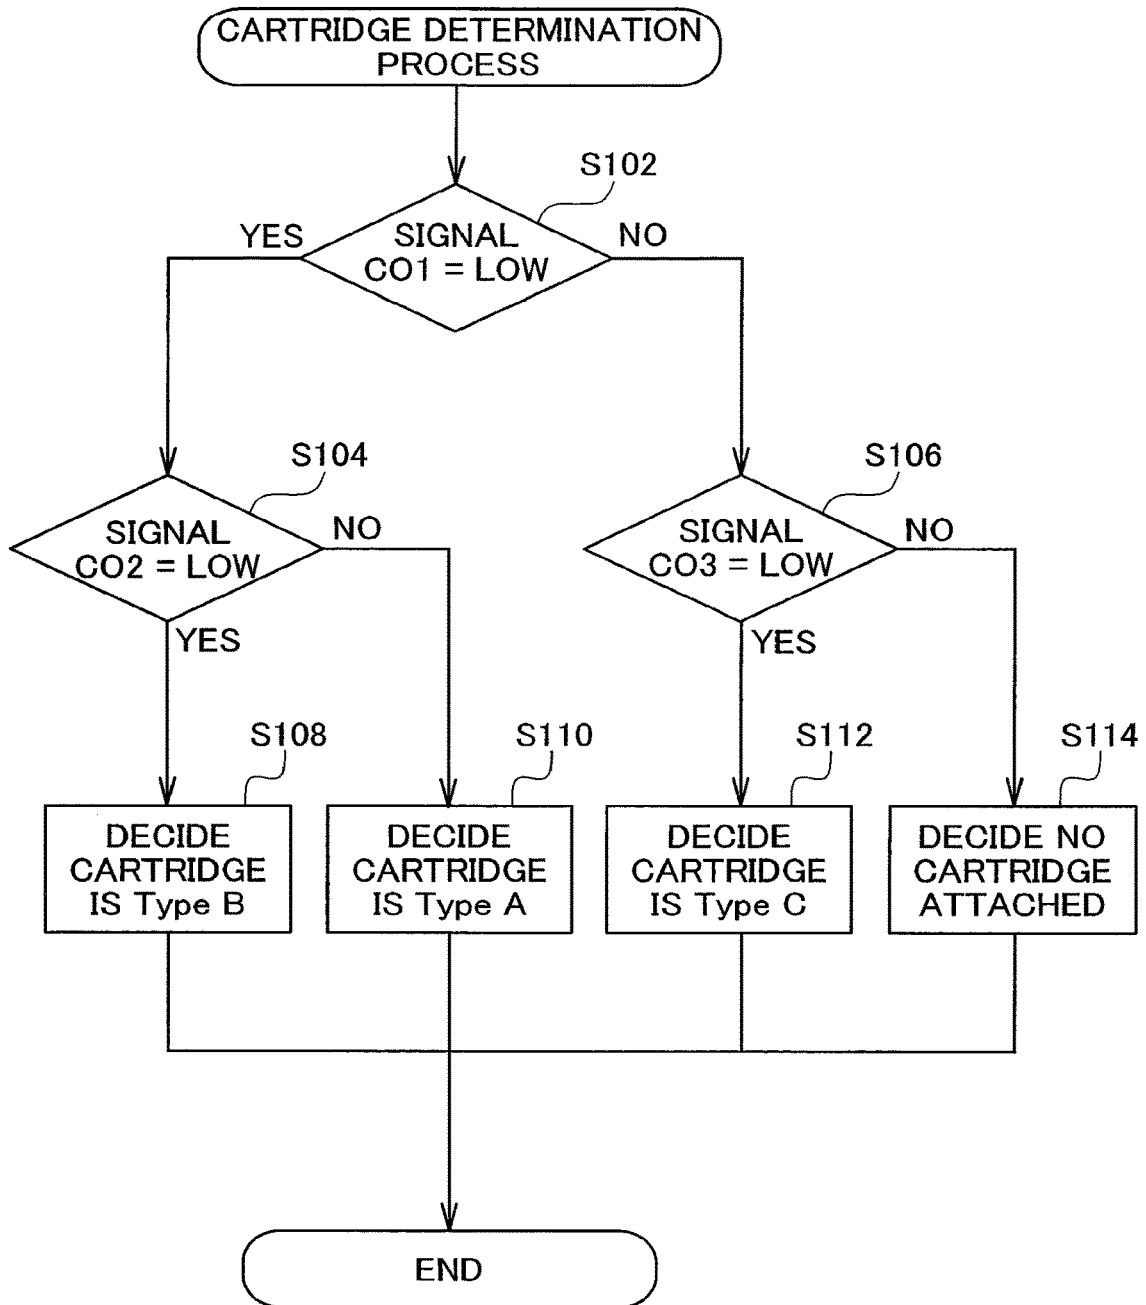 CARTRIDGE DETERMINATION
PROCESS
S102
YES
SIGNAL
CO1 = LOW
NO
S104
SIGNAL
CO2 = LOW
NO
YES
S106
SIGNAL
CO3 = LOW
NO
YES
S108
DECIDE
CARTRIDGE
IS Type B
S110
DECIDE
CARTRIDGE
IS Type A
S112
DECIDE
CARTRIDGE
IS Type C
S114
DECIDE NO
CARTRIDGE
ATTACHED
END